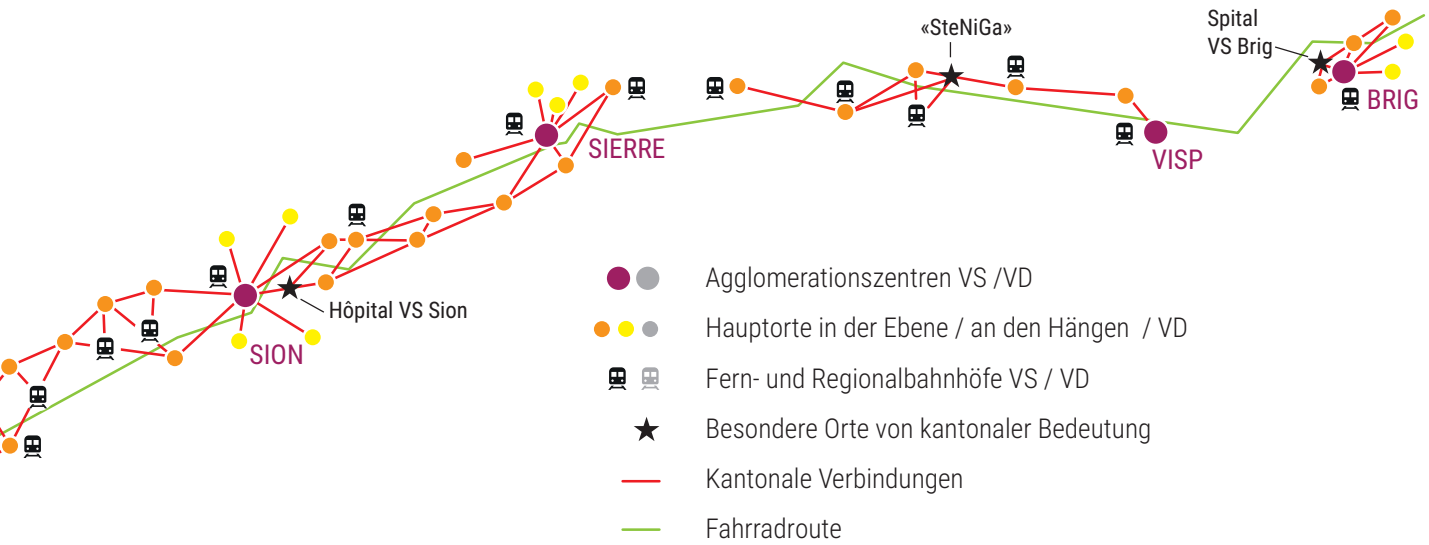 «SteNiGa»
Spital
VS Brig
BRIG
SIERRE
VISP
Hôpital VS Sion
SION
Agglomerationszentren VS /VD
Hauptorte in der Ebene / an den Hängen / VD
Fern- und Regionalbahnhöfe VS / VD
Besondere Orte von kantonaler Bedeutung
Kantonale Verbindungen
Fahrradroute